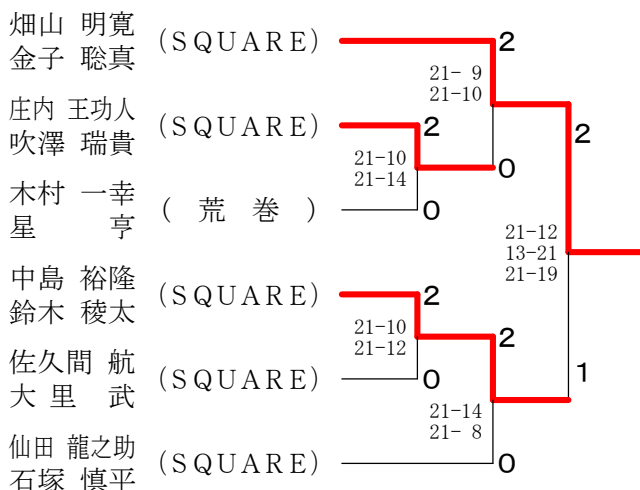 畑山 明寛
金子 聡真
(SQUARE)
2
21- 9
21-10
庄内 王功人
吹澤 瑞貴
(SQUARE)
2
0
2
21-10
21-14
木村 一幸
星 亨
(荒巻)
0
21-12
13-21
21-19
中島 裕隆
鈴木 稜太
(SQUARE)
2
2
21-10
21-12
佐久間 航
大里 武
(SQUARE)
0
1
21-14
21- 8
仙田 龍之助
石塚 慎平
(SQUARE)
0